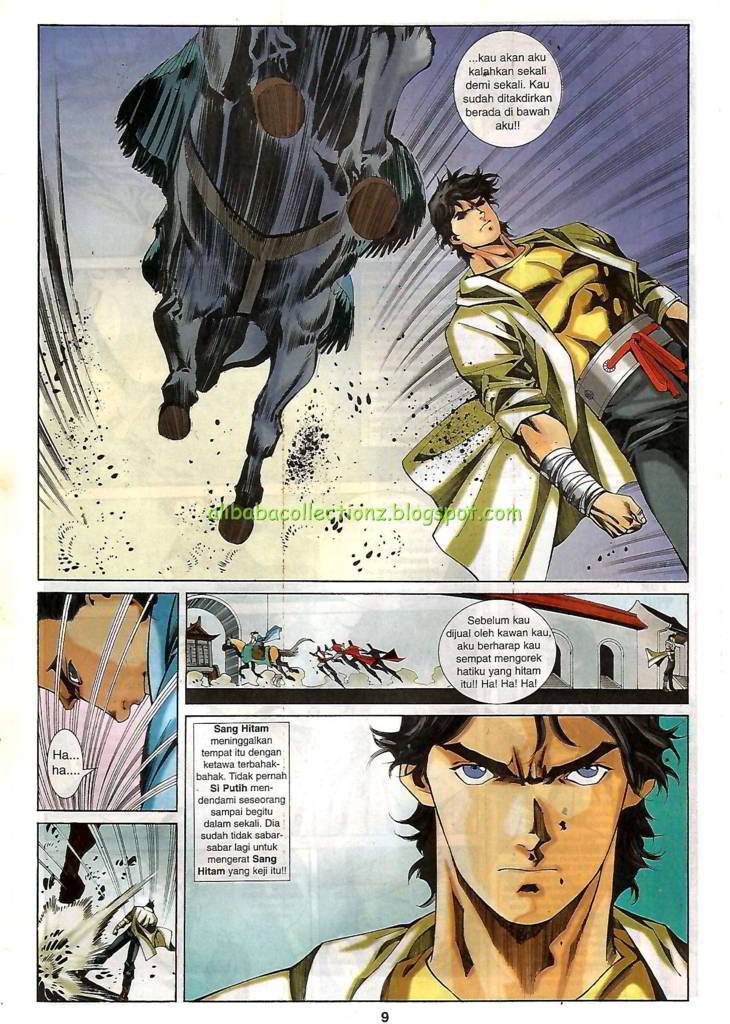 ...kau akan aku
kalahkan sekali
demi sekali. Kau
sudah ditakdirkan
berada di bawah
aku!!
alibabacollectionz.blogspot.com
Sebelum kau
dijual oleh kawan kau,
aku berharap kau
sempat mengorek
hatiku yang hitam
itu!! Ha! Ha! Ha!
Ha...
ha....
Sang Hitam
meninggalkan
tempat itu dengan
ketawa terbahak-
bahak. Tidak pernah
Si Putih men-
dendami seseorang
sampai begitu
dalam sekali. Dia
sudah tidak sabar-
sabar lagi untuk
mengerat Sang
Hitam yang keji itu!!
9